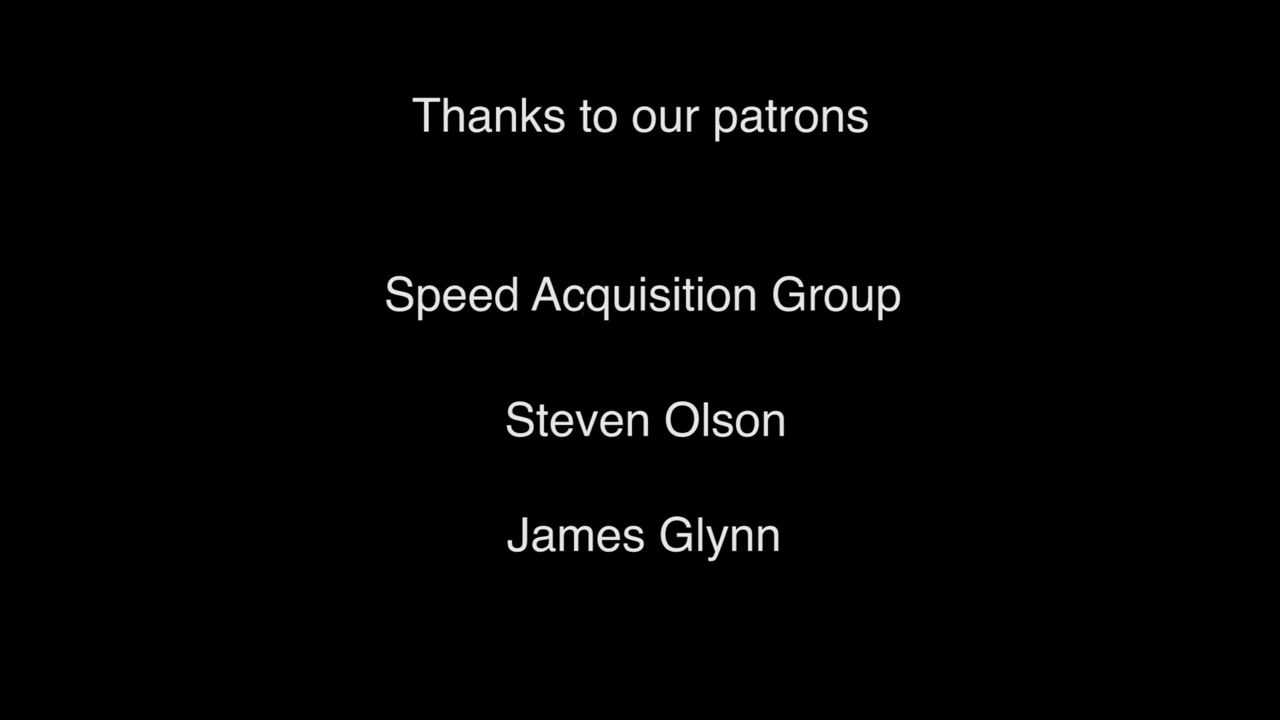 Thanks to our patrons
Speed Acquisition Group
Steven Olson
James Glynn